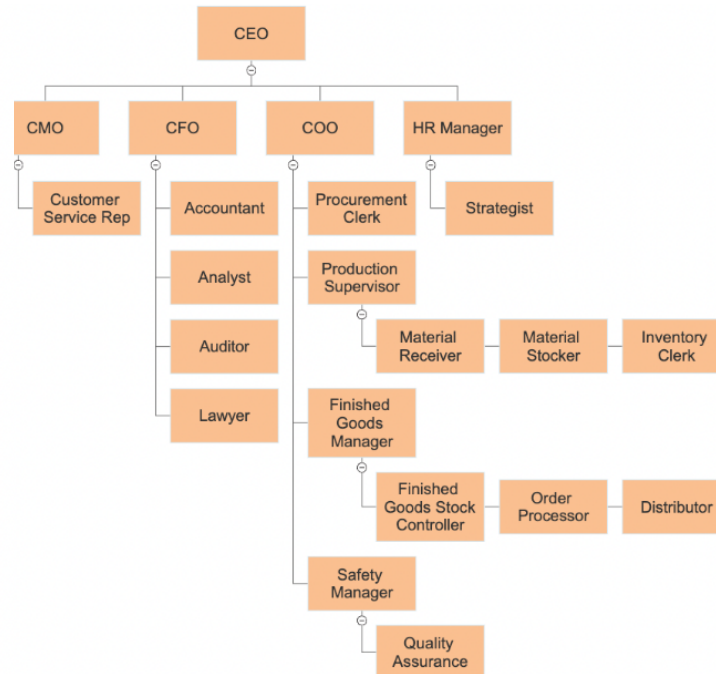 CEO
CMO
CFO
COO
HR Manager
Customer
Service Rep
Accountant
Procurement
Clerk
Strategist
Analyst
Production
Supervisor
Material
Receiver
Material
Stocker
Inventory
Clerk
Auditor
Lawyer
Finished
Goods
Manager
Finished
Goods Stock
Controller
Order
Processor
Distributor
Safety
Manager
Quality
Assurance